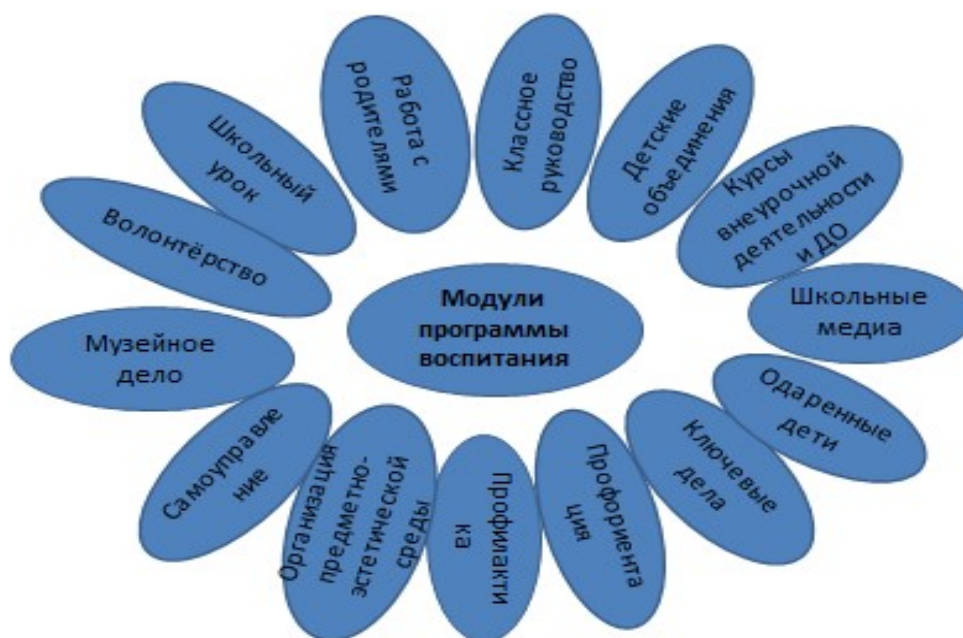 Модули
программы
воспитания
Работа с
родителями
Классное
руководство
Детские
объединения
Курсы
внеурочной
деятельности
и ДО
Школьные
медиа
Одаренные
дети
Ключевые
дела
Профориента
ция
Профилакти
ка
Организация
предметно-
эстетической
среды
Самоуправле
ние
Музейное
дело
Волонтёрство
Школьный
урок